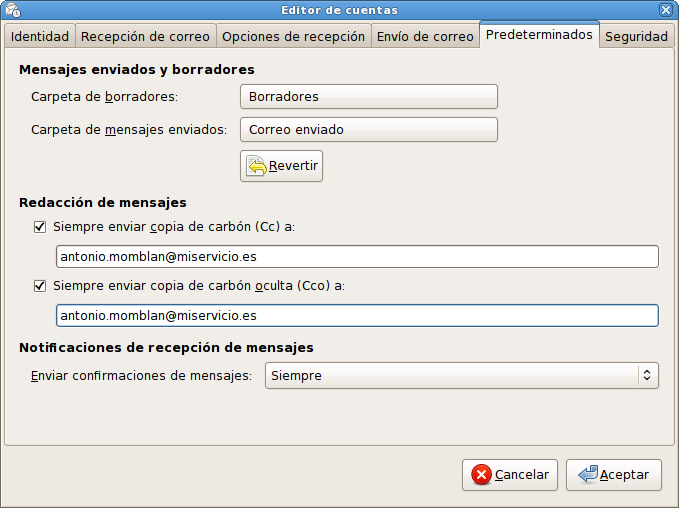 Editor de cuentas
Identidad Recepción de correo Opciones de recepción Envío de correo Predeterminados Seguridad
Mensajes enviados y borradores
Carpeta de borradores: Borradores
Carpeta de mensajes enviados: Correo enviado
Revertir
Redacción de mensajes
Siempre enviar copia de carbón (Cc) a:
antonio.momblan@miservicio.es
Siempre enviar copia de carbón oculta (Cco) a:
antonio.momblan@miservicio.es
Notificaciones de recepción de mensajes
Enviar confirmaciones de mensajes: Siempre
Cancelar Aceptar